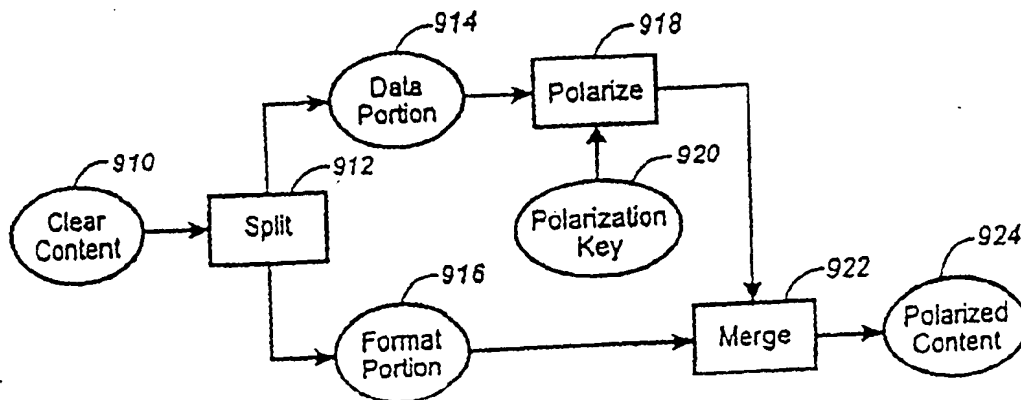 914
Data
Portion
918
Polarize
910
Clear
Content
912
Split
920
Polarization
Key
916
Format
Portion
922
Merge
924
Polarized
Content